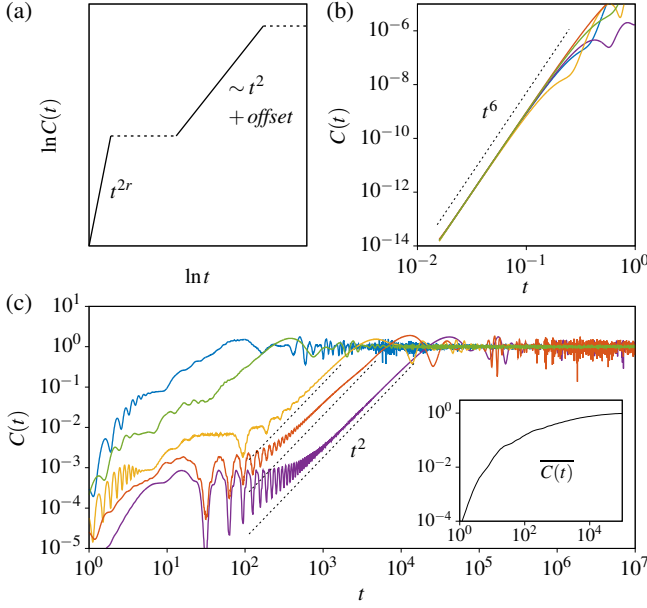 (a)
ln C(t)
t^{2r}
∼ t^2
+ offset
ln t
(b)
C(t)
10^{-6}
10^{-8}
10^{-10}
10^{-12}
10^{-14}
t^6
10^{-2}
10^{-1}
10^0
t
(c)
C(t)
10^1
10^0
10^{-1}
10^{-2}
10^{-3}
10^{-4}
10^{-5}
t^2
10^0
10^{-2}
10^{-4}
\overline{C(t)}
10^0
10^2
10^4
10^0
10^1
10^2
10^3
10^4
10^5
10^6
10^7
t